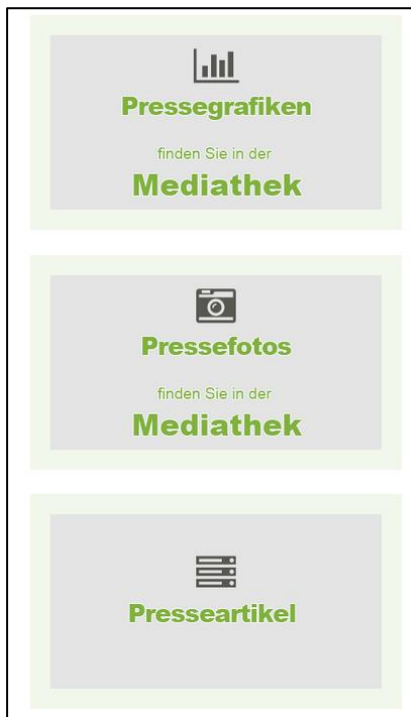 Pressegrafiken
finden Sie in der
Mediathek
Pressefotos
finden Sie in der
Mediathek
Presseartikel